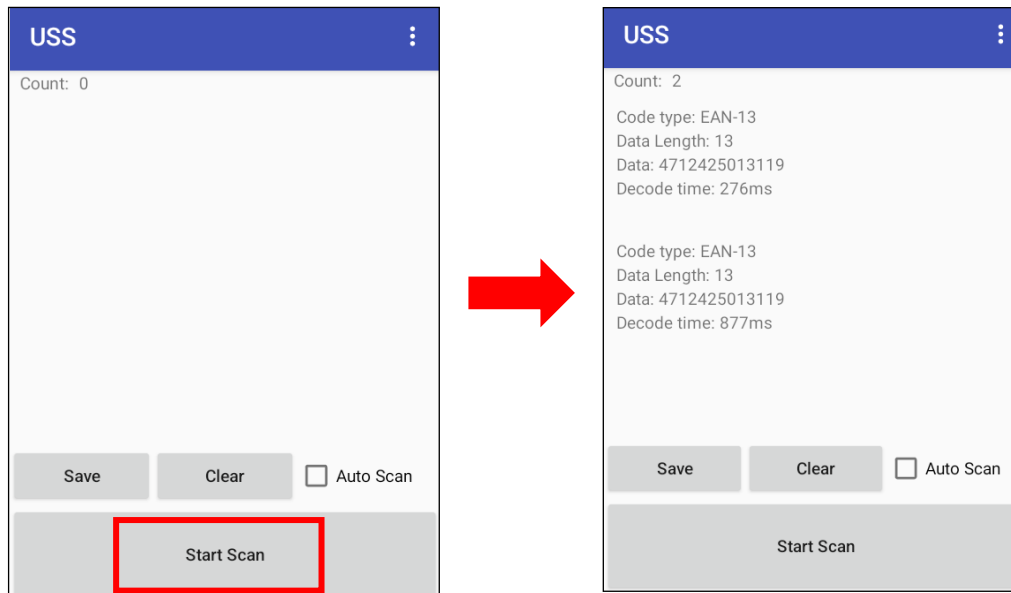 USS
Count: 0
Save
Clear
Auto Scan
Start Scan
USS
Count: 2
Code type: EAN-13
Data Length: 13
Data: 4712425013119
Decode time: 276ms
Code type: EAN-13
Data Length: 13
Data: 4712425013119
Decode time: 877ms
Save
Clear
Auto Scan
Start Scan